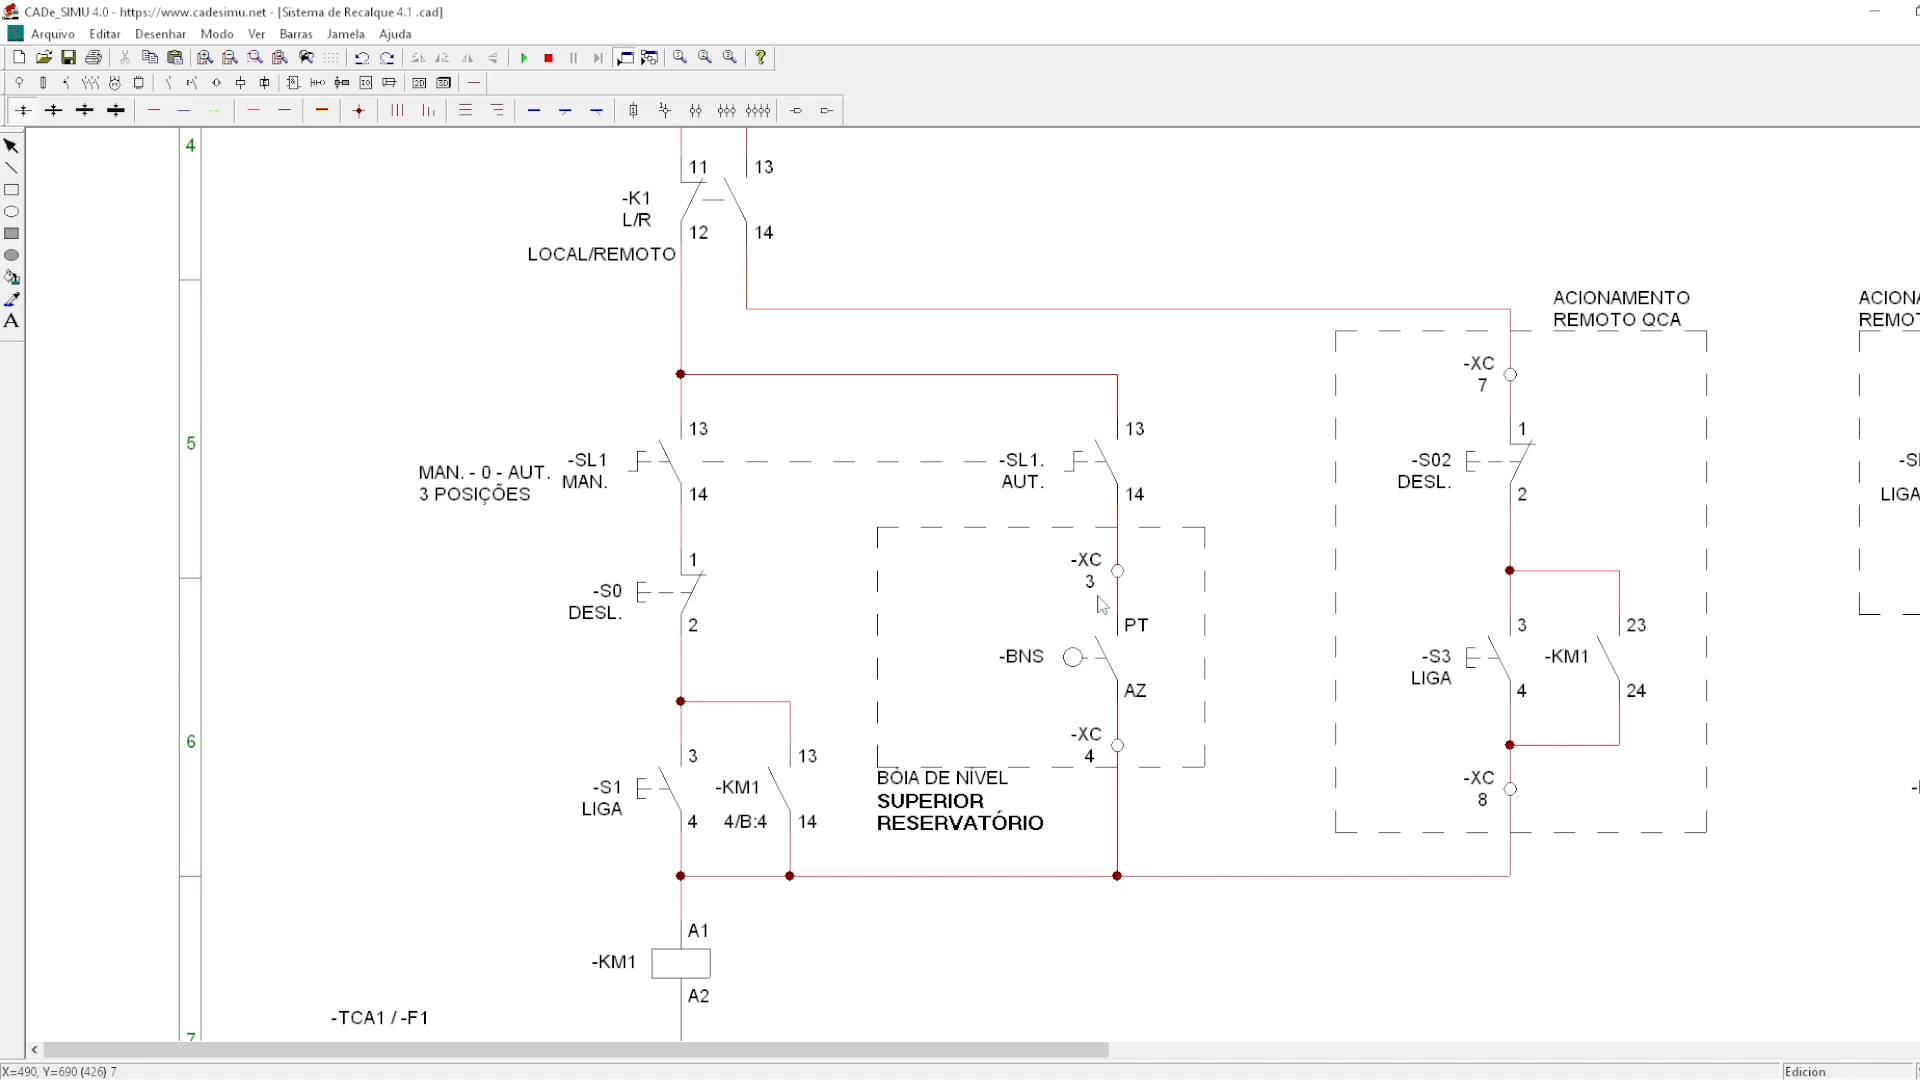 CADe_SIMU 4.0 - https://www.cadesimu.net - [Sistema de Recalque 4.1 .cad]
Arquivo Editar Desenhar Modo Ver Barras Janela Ajuda
4
11
13
-K1
L/R
12
14
LOCAL/REMOTO
ACIONAMENTO
REMOTO QCA
-XC
7
5
13
13
1
MAN. - 0 - AUT.
3 POSIÇÕES
-SL1
MAN.
14
-SL1.
AUT.
14
-S02
DESL.
2
LIGA
1
-S0
DESL.
2
-XC
3
PT
-BNS
AZ
-XC
4
3
-S3
LIGA
4
23
-KM1
24
6
3
-S1
LIGA
4
13
-KM1
4/B:4
14
BÓIA DE NÍVEL
SUPERIOR
RESERVATÓRIO
-XC
8
A1
-KM1
A2
-TCA1 / -F1
7
X=490, Y=690 (426) 7
Edición